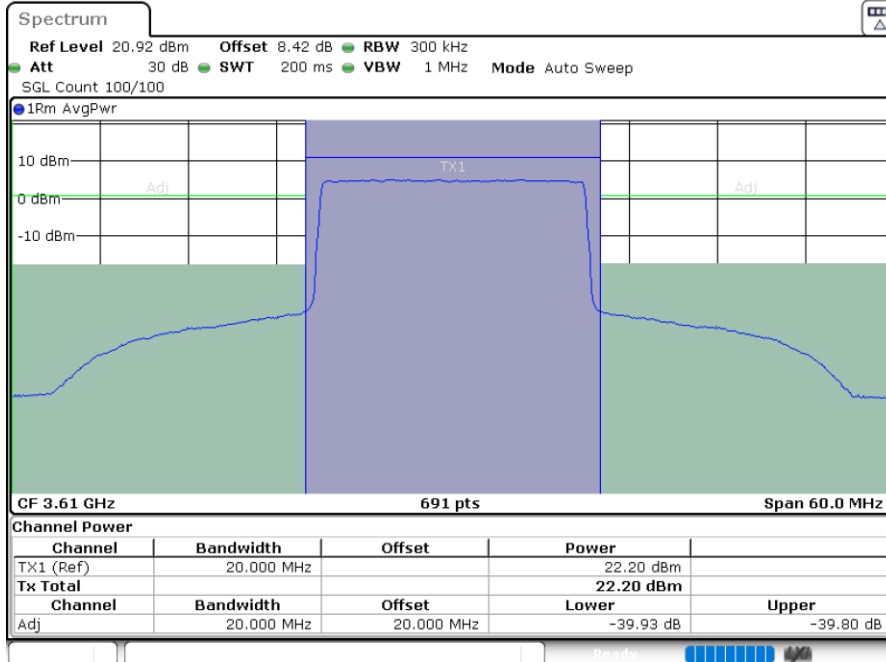 Spectrum
Ref Level 20.92 dBm Offset 8.42 dB RBW 300 kHz
Att 30 dB SWT 200 ms VBW 1 MHz Mode Auto Sweep
SGL Count 100/100
1Rm AvgPwr
10 dBm
TX1
Adj Adj
0 dBm
-10 dBm
CF 3.61 GHz 691 pts Span 60.0 MHz
Channel Power
Channel Bandwidth Offset Power
TX1 (Ref) 20.000 MHz 22.20 dBm
Tx Total 22.20 dBm
Channel Bandwidth Offset Lower Upper
Adj 20.000 MHz 20.000 MHz -39.93 dB -39.80 dB
Ready